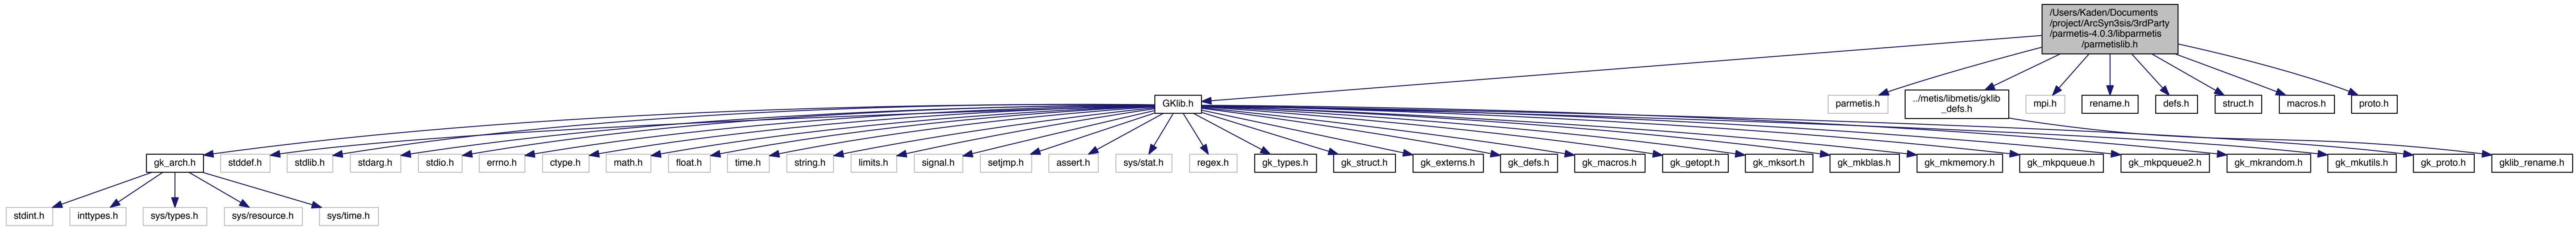 /Users/Kaden/Documents
/project/ArcSyn3sis/3rdParty
/parmetis-4.0.3/libparmetis
/parmetislib.h
GKlib.h
parmetis.h
../metis/libmetis/gklib
_defs.h
mpi.h
rename.h
defs.h
struct.h
macros.h
proto.h
gk_arch.h
stddef.h
stdlib.h
stdarg.h
stdio.h
errno.h
ctype.h
math.h
float.h
time.h
string.h
limits.h
signal.h
setjmp.h
assert.h
sys/stat.h
regex.h
gk_types.h
gk_struct.h
gk_externs.h
gk_defs.h
gk_macros.h
gk_getopt.h
gk_mksort.h
gk_mkblas.h
gk_mkmemory.h
gk_mkpqueue.h
gk_mkpqueue2.h
gk_mkrandom.h
gk_mkutils.h
gk_proto.h
gklib_rename.h
stdint.h
inttypes.h
sys/types.h
sys/resource.h
sys/time.h